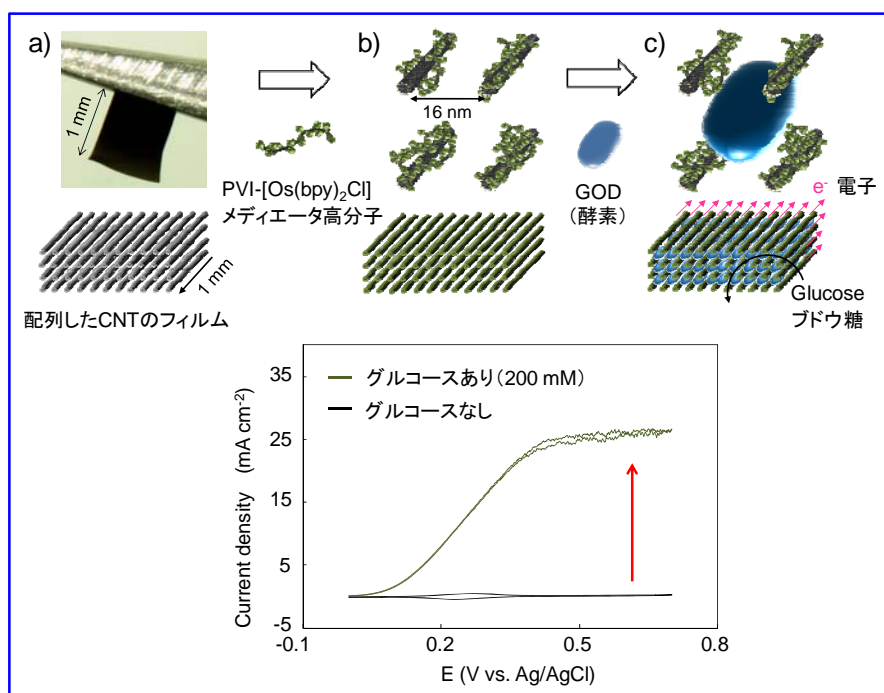 a)
b)
c)
1 mm
16 nm
PVI-[Os(bpy)₂Cl]
メディエータ高分子
GOD
（酵素）
e⁻ 電子
1 mm
配列したCNTのフィルム
Glucose
ブドウ糖
グルコースあり（200 mM）
グルコースなし
Current density (mA cm⁻²)
35
25
15
5
-5
-0.1
0.2
0.5
0.8
E (V vs. Ag/AgCl)